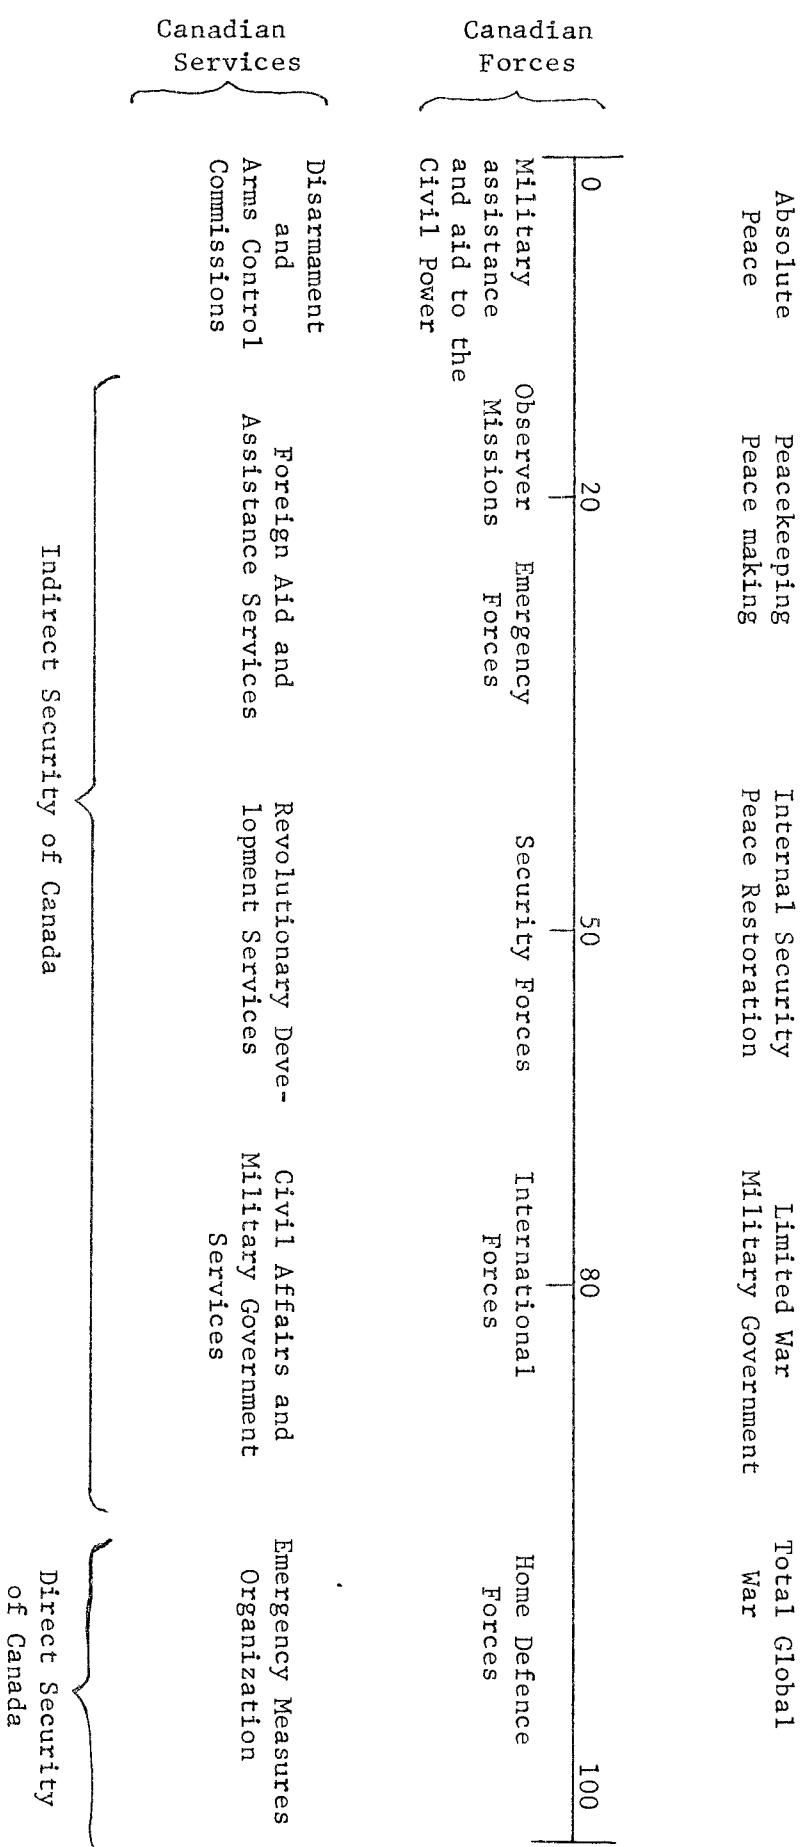 Absolute
Peace
Peacekeeping
Peace making
Internal Security
Peace Restoration
Limited War
Military Government
Total Global
War
0
20
50
80
100
Canadian
Forces
Military
assistance
and aid to the
Civil Power
Observer
Missions
Emergency
Forces
Security Forces
International
Forces
Home Defence
Forces
Canadian
Services
Disarmament
and
Arms Control
Commissions
Foreign Aid and
Assistance Services
Revolutionary Deve-
lopment Services
Civil Affairs and
Military Government
Services
Emergency Measures
Organization
Indirect Security of Canada
Direct Security
of Canada